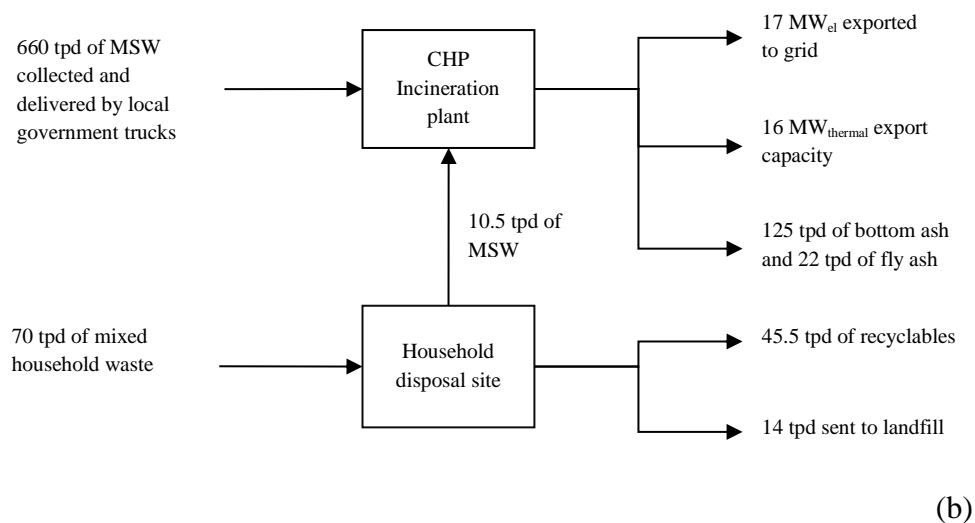 660 tpd of MSW
collected and
delivered by local
government trucks
CHP
Incineration
plant
17 MWel exported
to grid
16 MWthermal export
capacity
125 tpd of bottom ash
and 22 tpd of fly ash
10.5 tpd of
MSW
70 tpd of mixed
household waste
Household
disposal site
45.5 tpd of recyclables
14 tpd sent to landfill
(b)